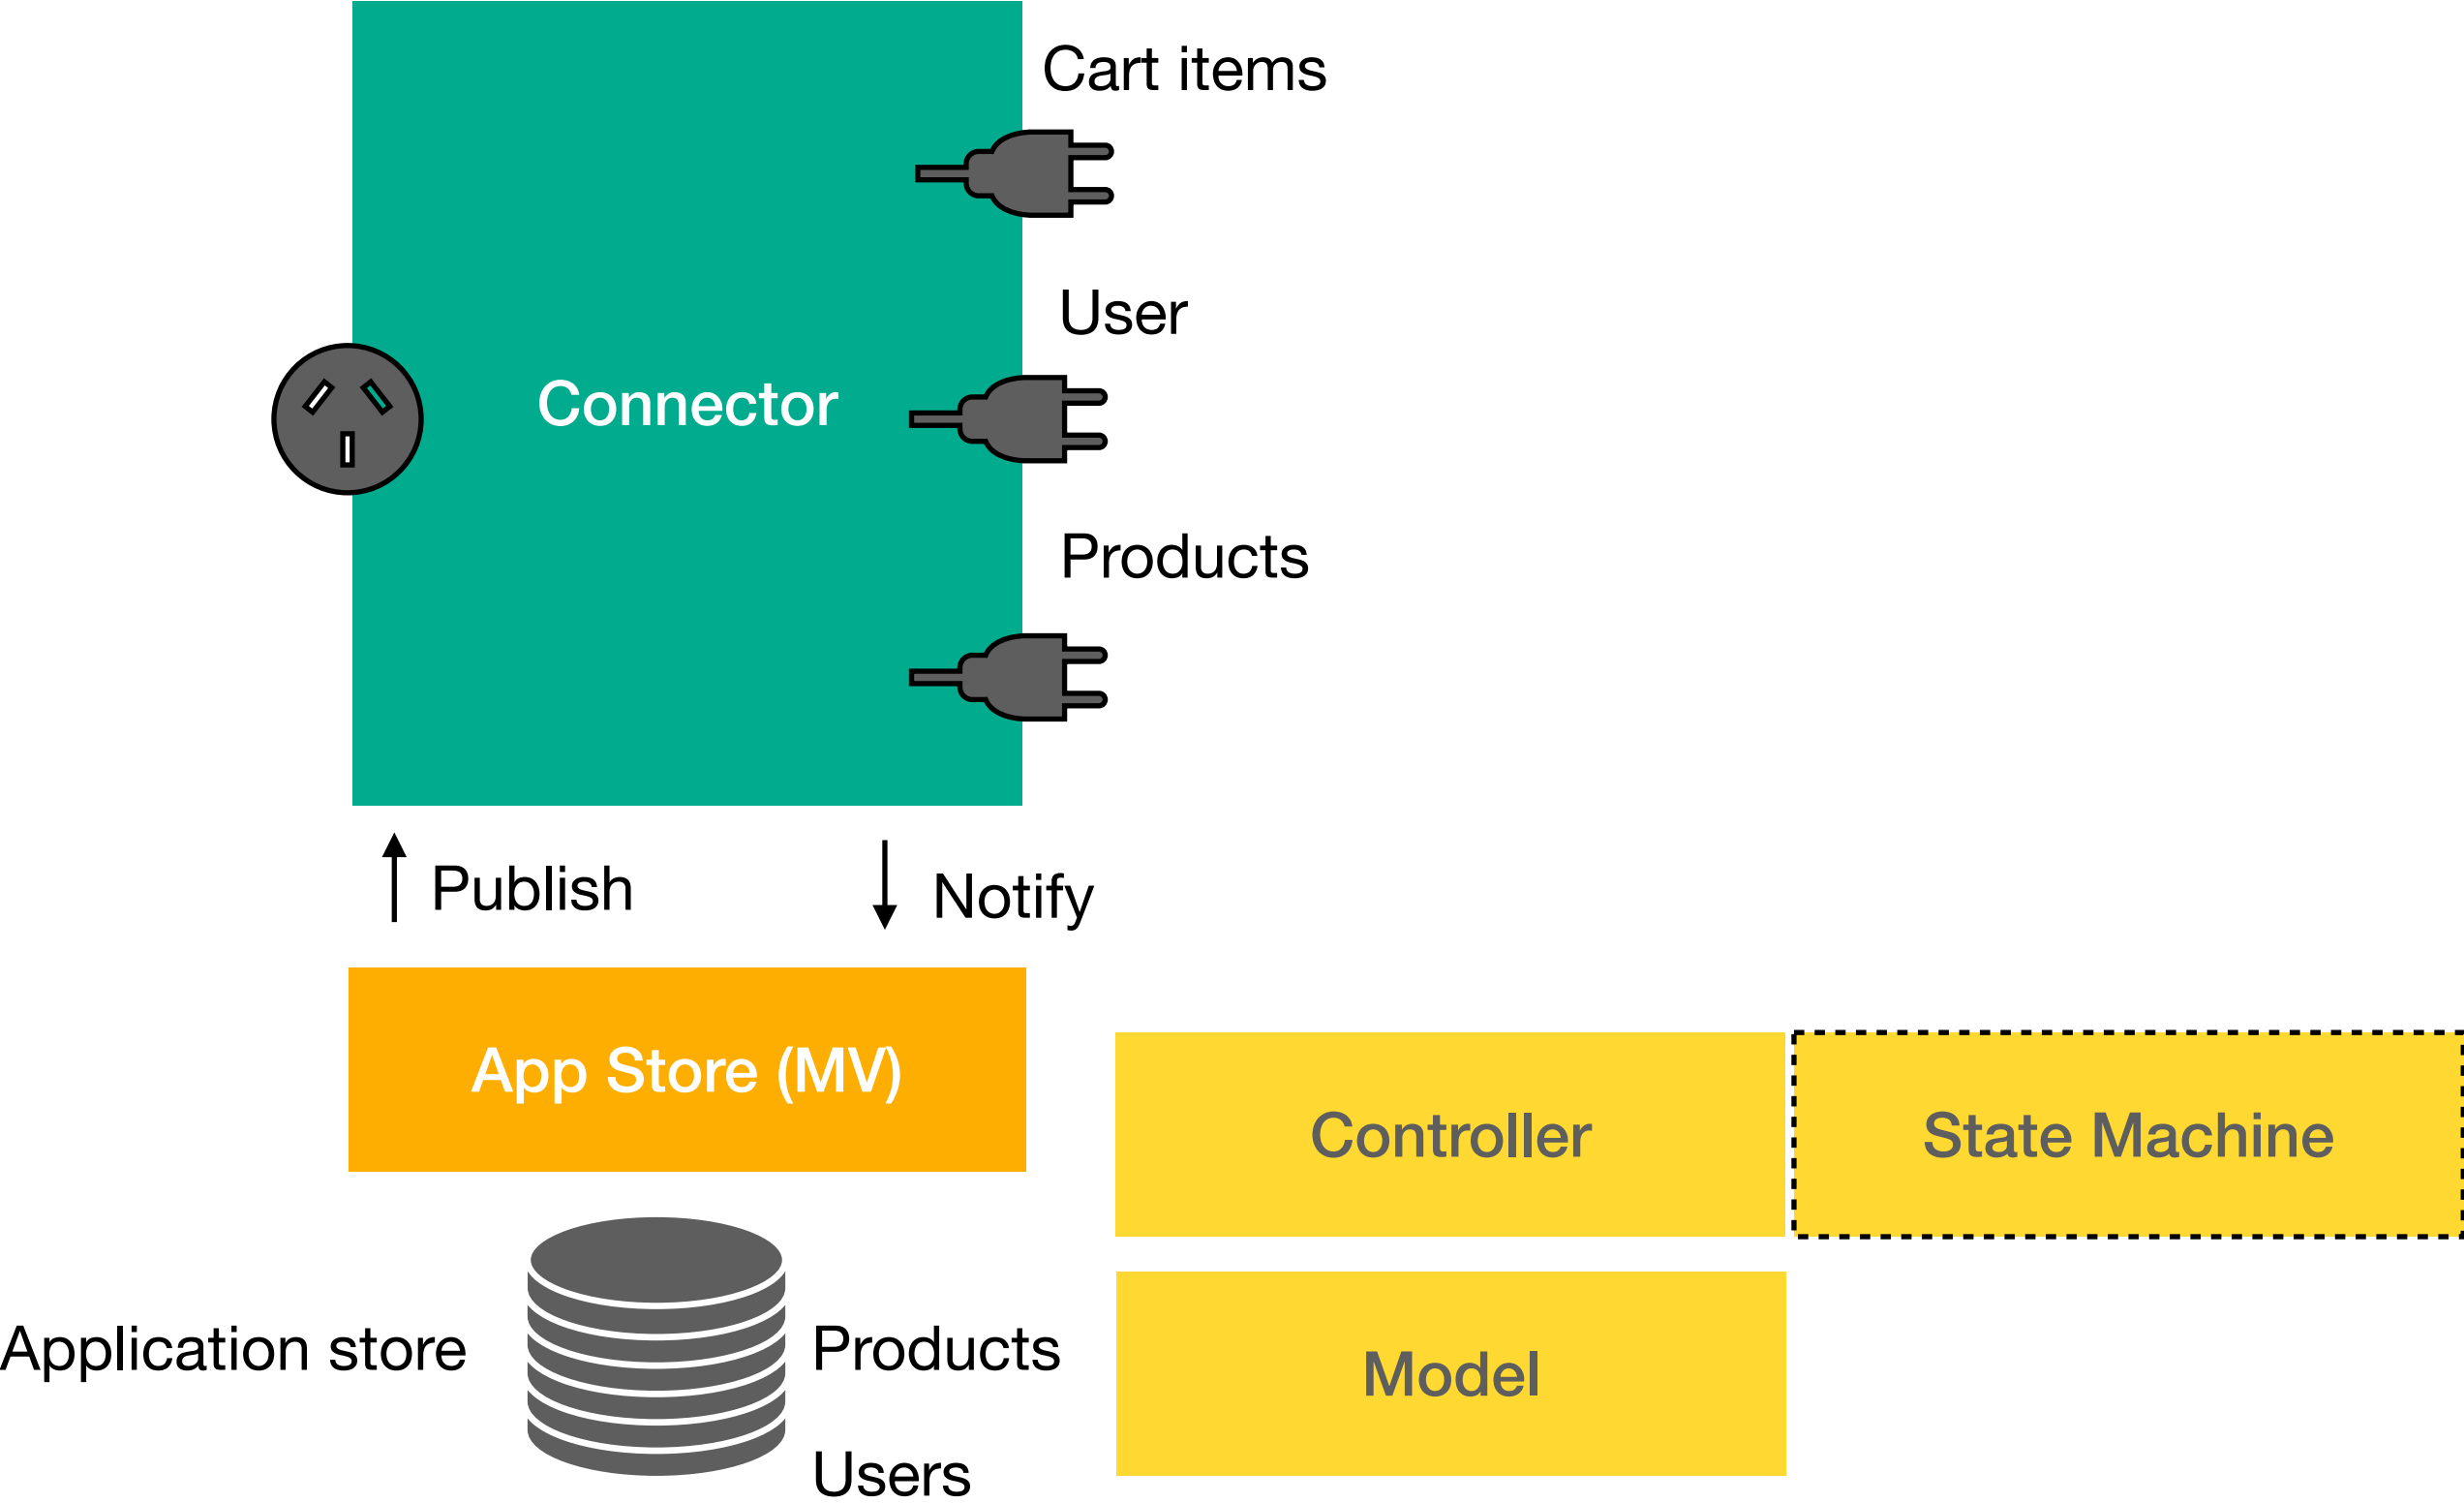 Cart items
User
Connector
Products
Publish
Notify
App Store (MV)
Controller
State Machine
Application store
Products
Model
Users